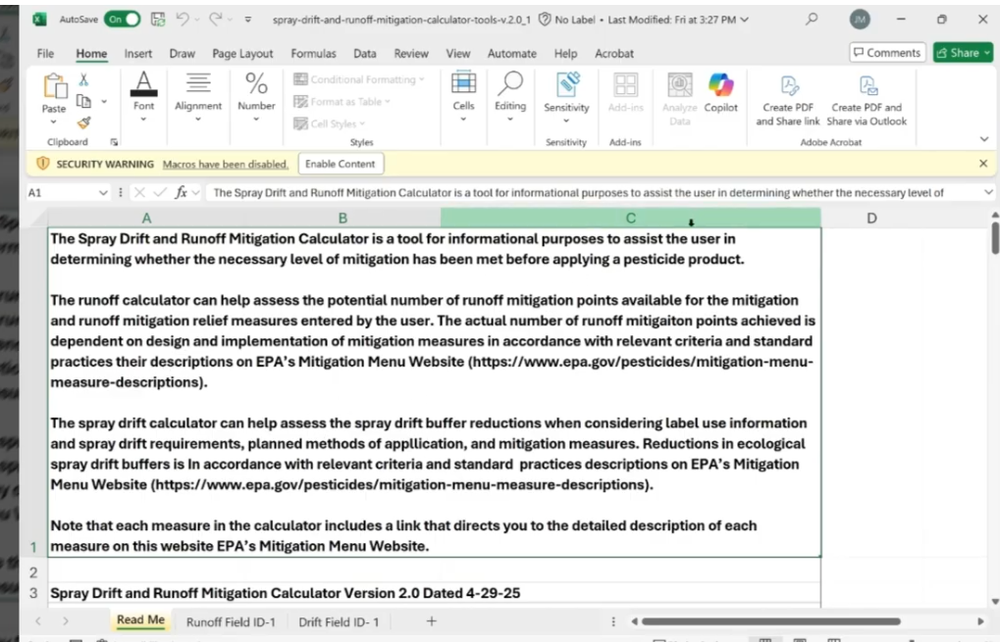 AutoSave On spray-drift-and-runoff-mitigation-calculator-tools-v.2.0_1 No Label • Last Modified: Fri at 3:27 PM JM
File Home Insert Draw Page Layout Formulas Data Review View Automate Help Acrobat Comments Share
Paste Font Alignment Number Conditional Formatting Format as Table Cell Styles Cells Editing Sensitivity Add-ins Analyze Data Copilot Create PDF and Share link Create PDF and Share via Outlook
Clipboard Styles Sensitivity Add-ins Adobe Acrobat
SECURITY WARNING Macros have been disabled. Enable Content
A1 fx The Spray Drift and Runoff Mitigation Calculator is a tool for informational purposes to assist the user in determining whether the necessary level of
A B C D
The Spray Drift and Runoff Mitigation Calculator is a tool for informational purposes to assist the user in
determining whether the necessary level of mitigation has been met before applying a pesticide product.
The runoff calculator can help assess the potential number of runoff mitigation points available for the mitigation
and runoff mitigation relief measures entered by the user. The actual number of runoff mitigaiton points achieved is
dependent on design and implementation of mitigation measures in accordance with relevant criteria and standard
practices their descriptions on EPA's Mitigation Menu Website (https://www.epa.gov/pesticides/mitigation-menu-
measure-descriptions).
The spray drift calculator can help assess the spray drift buffer reductions when considering label use information
and spray drift requirements, planned methods of appllication, and mitigation measures. Reductions in ecological
spray drift buffers is In accordance with relevant criteria and standard practices descriptions on EPA's Mitigation
Menu Website (https://www.epa.gov/pesticides/mitigation-menu-measure-descriptions).
Note that each measure in the calculator includes a link that directs you to the detailed description of each
1 measure on this website EPA's Mitigation Menu Website.
2
3 Spray Drift and Runoff Mitigation Calculator Version 2.0 Dated 4-29-25
Read Me Runoff Field ID-1 Drift Field ID- 1